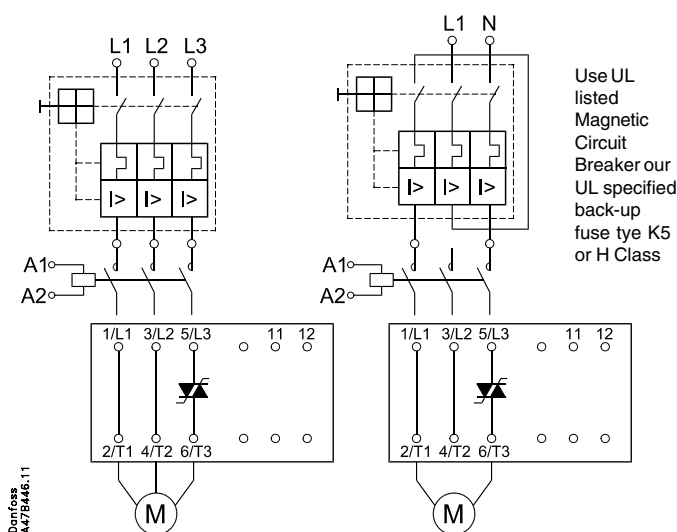 L1 L2 L3
I> I> I>
A1
A2
1/L1 3/L2 5/L3 11 12
2/T1 4/T2 6/T3
M
L1 N
I> I> I>
A1
A2
1/L1 3/L2 5/L3 11 12
2/T1 4/T2 6/T3
M
Use UL
listed
Magnetic
Circuit
Breaker our
UL specified
back-up
fuse tye K5
or H Class
Danfoss
A47B446.11